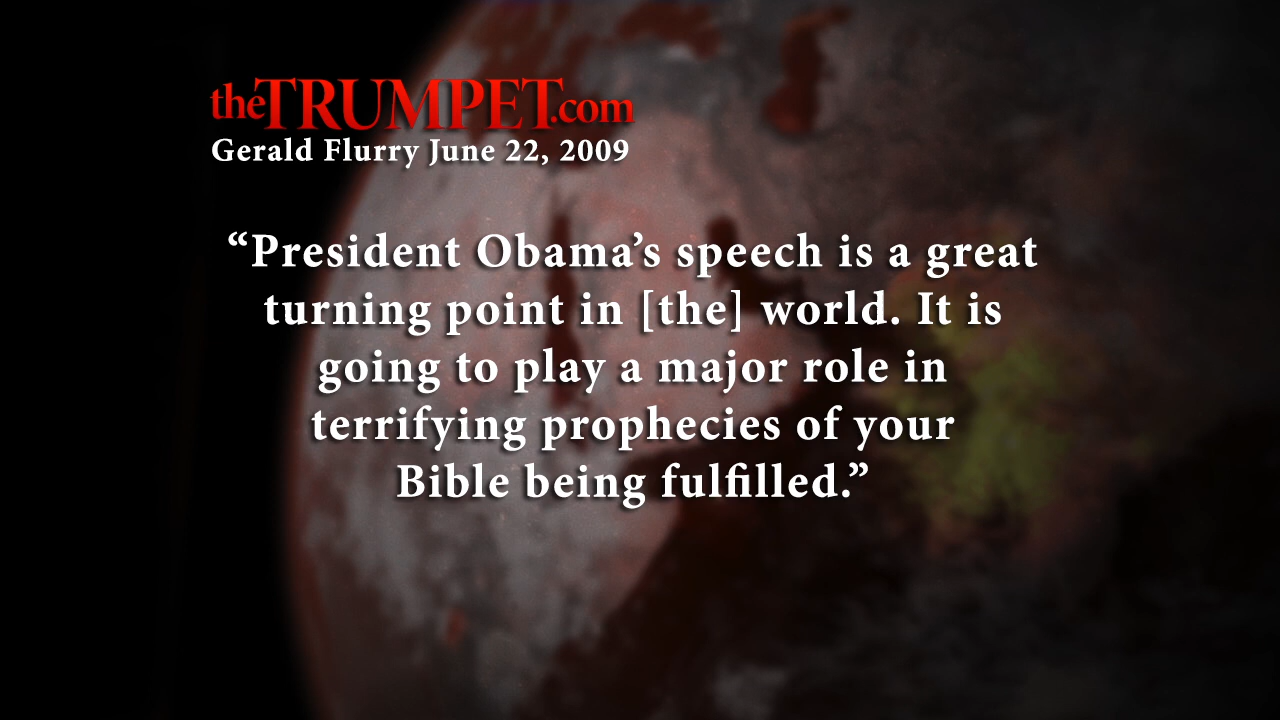 theTRUMPET.com
Gerald Flurry June 22, 2009
“President Obama’s speech is a great
turning point in [the] world. It is
going to play a major role in
terrifying prophecies of your
Bible being fulfilled.”